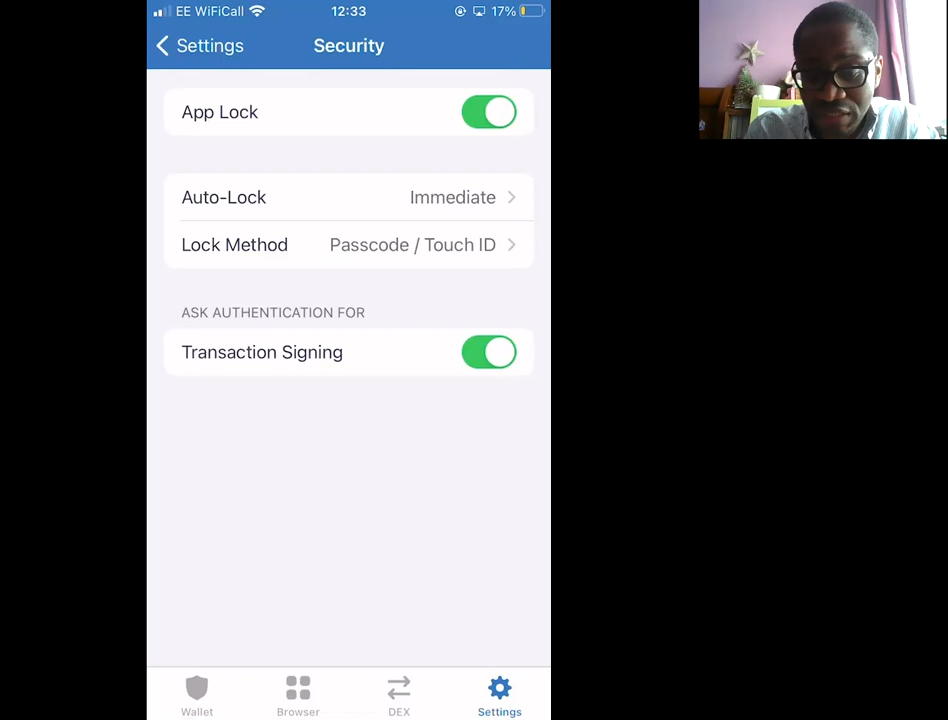 EE WiFiCall 12:33 17%
Settings Security
App Lock
Auto-Lock Immediate
Lock Method Passcode / Touch ID
ASK AUTHENTICATION FOR
Transaction Signing
Wallet Browser DEX Settings